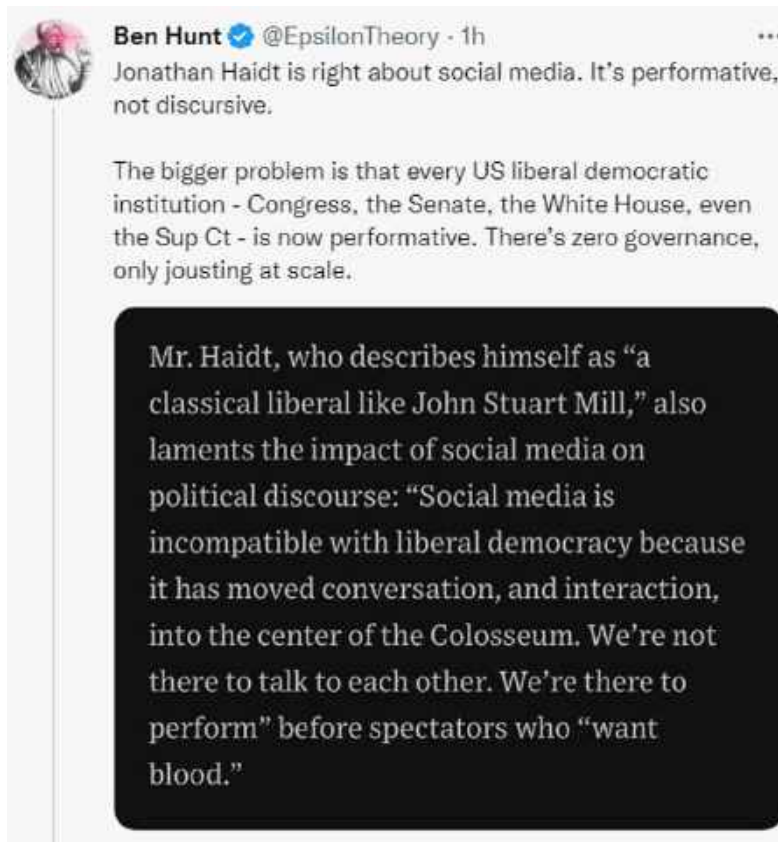 Ben Hunt @EpsilonTheory · 1h
Jonathan Haidt is right about social media. It's performative,
not discursive.
The bigger problem is that every US liberal democratic
institution - Congress, the Senate, the White House, even
the Sup Ct - is now performative. There's zero governance,
only jousting at scale.
Mr. Haidt, who describes himself as “a
classical liberal like John Stuart Mill,” also
laments the impact of social media on
political discourse: “Social media is
incompatible with liberal democracy because
it has moved conversation, and interaction,
into the center of the Colosseum. We’re not
there to talk to each other. We’re there to
perform” before spectators who “want
blood.”